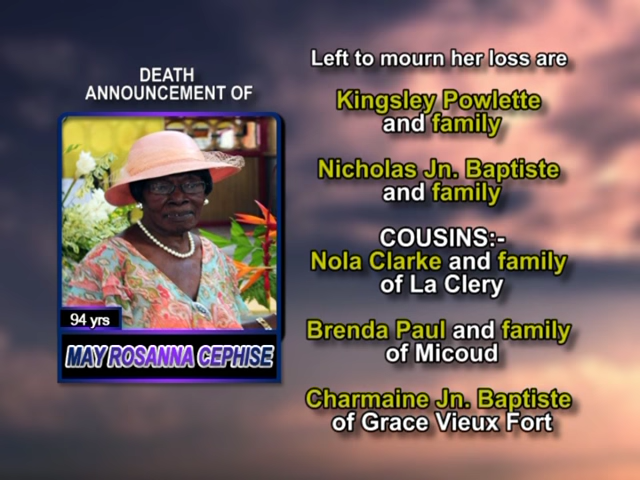 DEATH
ANNOUNCEMENT OF
94 yrs
MAY ROSANNA CEPHISE
Left to mourn her loss are
Kingsley Powlette
and family
Nicholas Jn. Baptiste
and family
COUSINS:-
Nola Clarke and family
of La Clery
Brenda Paul and family
of Micoud
Charmaine Jn. Baptiste
of Grace Vieux Fort